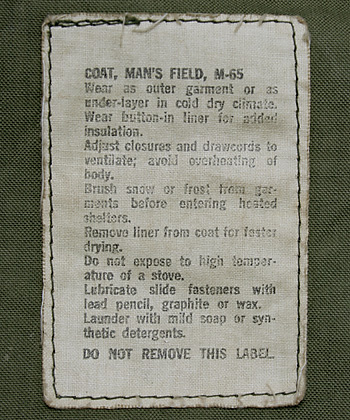 COAT, MAN'S FIELD, M-65
Wear as outer garment or as
under-layer in cold dry climate.
Wear button-in liner for added
insulation.
Adjust closures and drawcords to
ventilate; avoid overheating of
body.
Brush snow or frost from gar-
ments before entering heated
shelters.
Remove liner from coat for faster
drying.
Do not expose to high temper-
ature of a stove.
Lubricate slide fasteners with
lead pencil, graphite or wax.
Launder with mild soap or syn-
thetic detergents.
DO NOT REMOVE THIS LABEL.